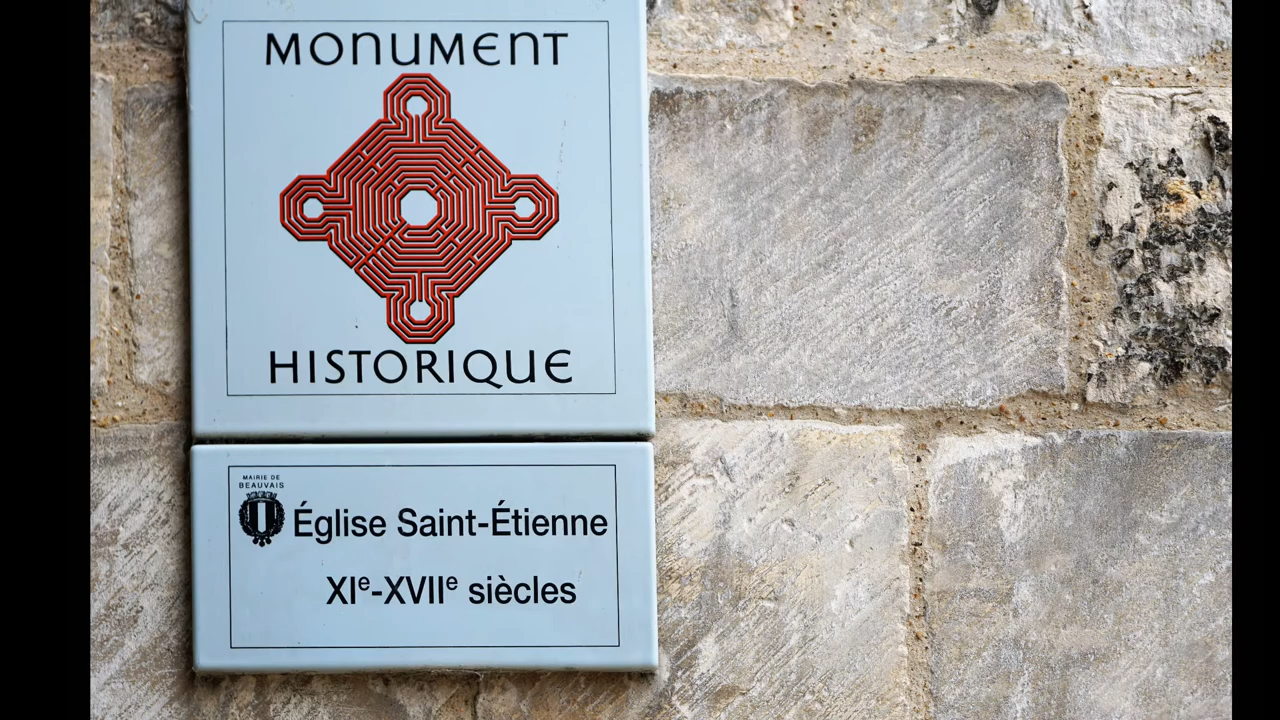 MONUMENT
HISTORIQUE
MAIRIE DE
BEAUVAIS
Église Saint-Étienne
XIe-XVIIe siècles